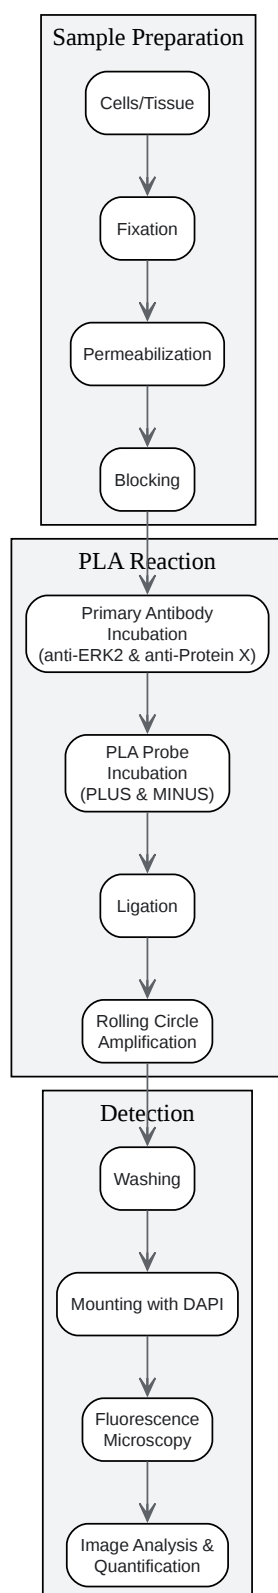 Sample Preparation
Cells/Tissue
Fixation
Permeabilization
Blocking
PLA Reaction
Primary Antibody
Incubation
(anti-ERK2 & anti-Protein X)
PLA Probe
Incubation
(PLUS & MINUS)
Ligation
Rolling Circle
Amplification
Detection
Washing
Mounting with DAPI
Fluorescence
Microscopy
Image Analysis &
Quantification